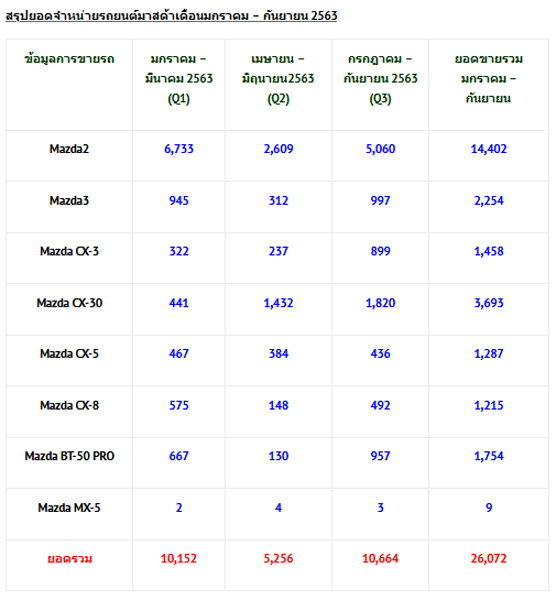 สรุปยอดจำหน่ายรถยนต์มาสด้าเดือนมกราคม – กันยายน 2563
ข้อมูลการขายรถ มกราคม – มีนาคม 2563 (Q1) เมษายน – มิถุนายน2563 (Q2) กรกฎาคม – กันยายน 2563 (Q3) ยอดขายรวม มกราคม – กันยายน
Mazda2 6,733 2,609 5,060 14,402
Mazda3 945 312 997 2,254
Mazda CX-3 322 237 899 1,458
Mazda CX-30 441 1,432 1,820 3,693
Mazda CX-5 467 384 436 1,287
Mazda CX-8 575 148 492 1,215
Mazda BT-50 PRO 667 130 957 1,754
Mazda MX-5 2 4 3 9
ยอดรวม 10,152 5,256 10,664 26,072